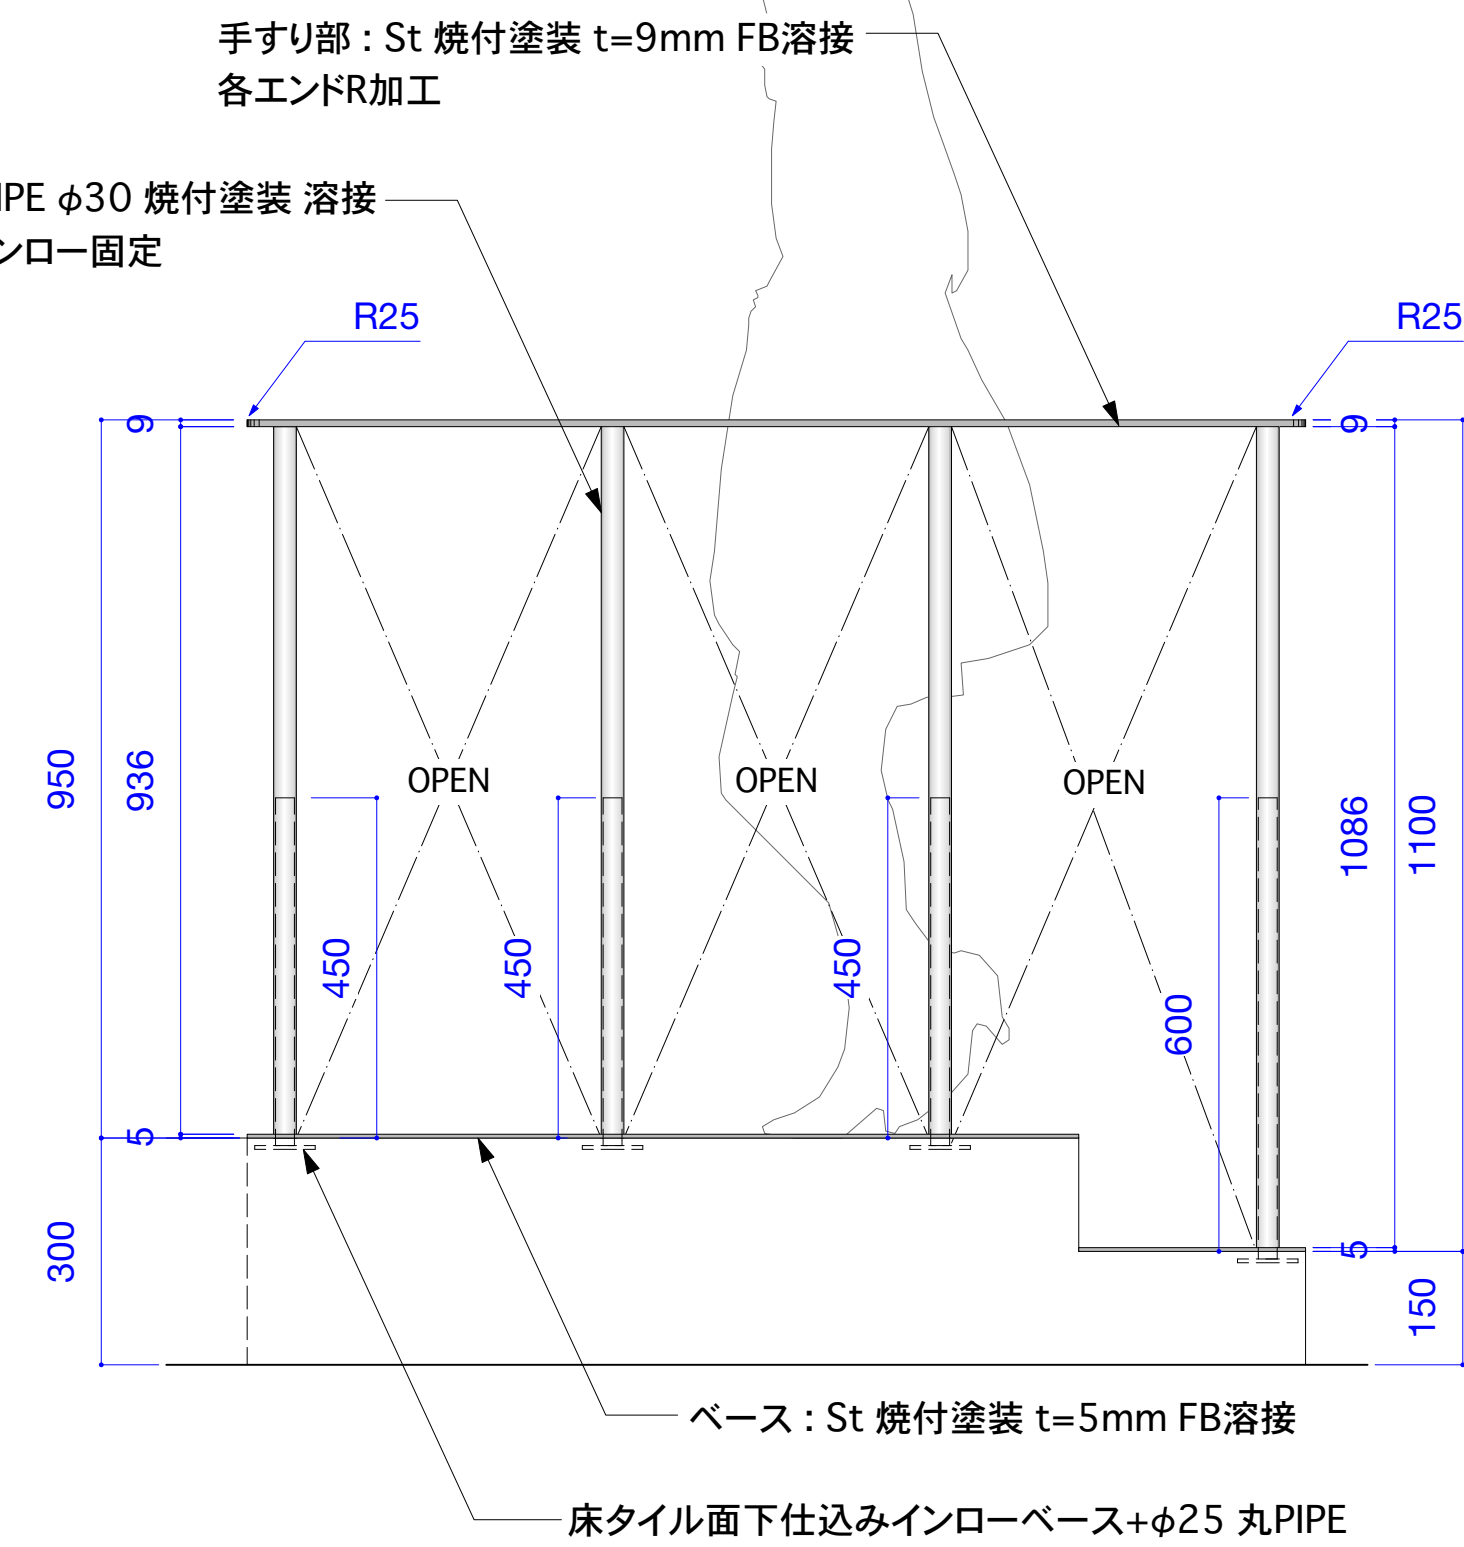 手すり部 : St 焼付塗装 t=9mm FB溶接
各エンドR加工
IPE φ30 焼付塗装 溶接
ンロー固定
R25
R25
9
9
950
936
OPEN
OPEN
OPEN
1086
1100
450
450
450
600
5
5
300
150
ベース : St 焼付塗装 t=5mm FB溶接
床タイル面下仕込みインローベース+φ25 丸PIPE